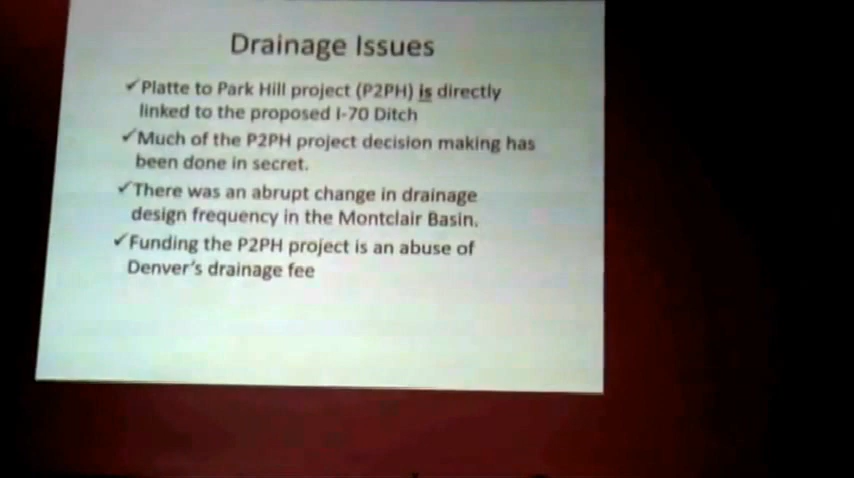 Drainage Issues
✓Platte to Park Hill project (P2PH) is directly
linked to the proposed I-70 Ditch
✓Much of the P2PH project decision making has
been done in secret.
✓There was an abrupt change in drainage
design frequency in the Montclair Basin.
✓Funding the P2PH project is an abuse of
Denver's drainage fee